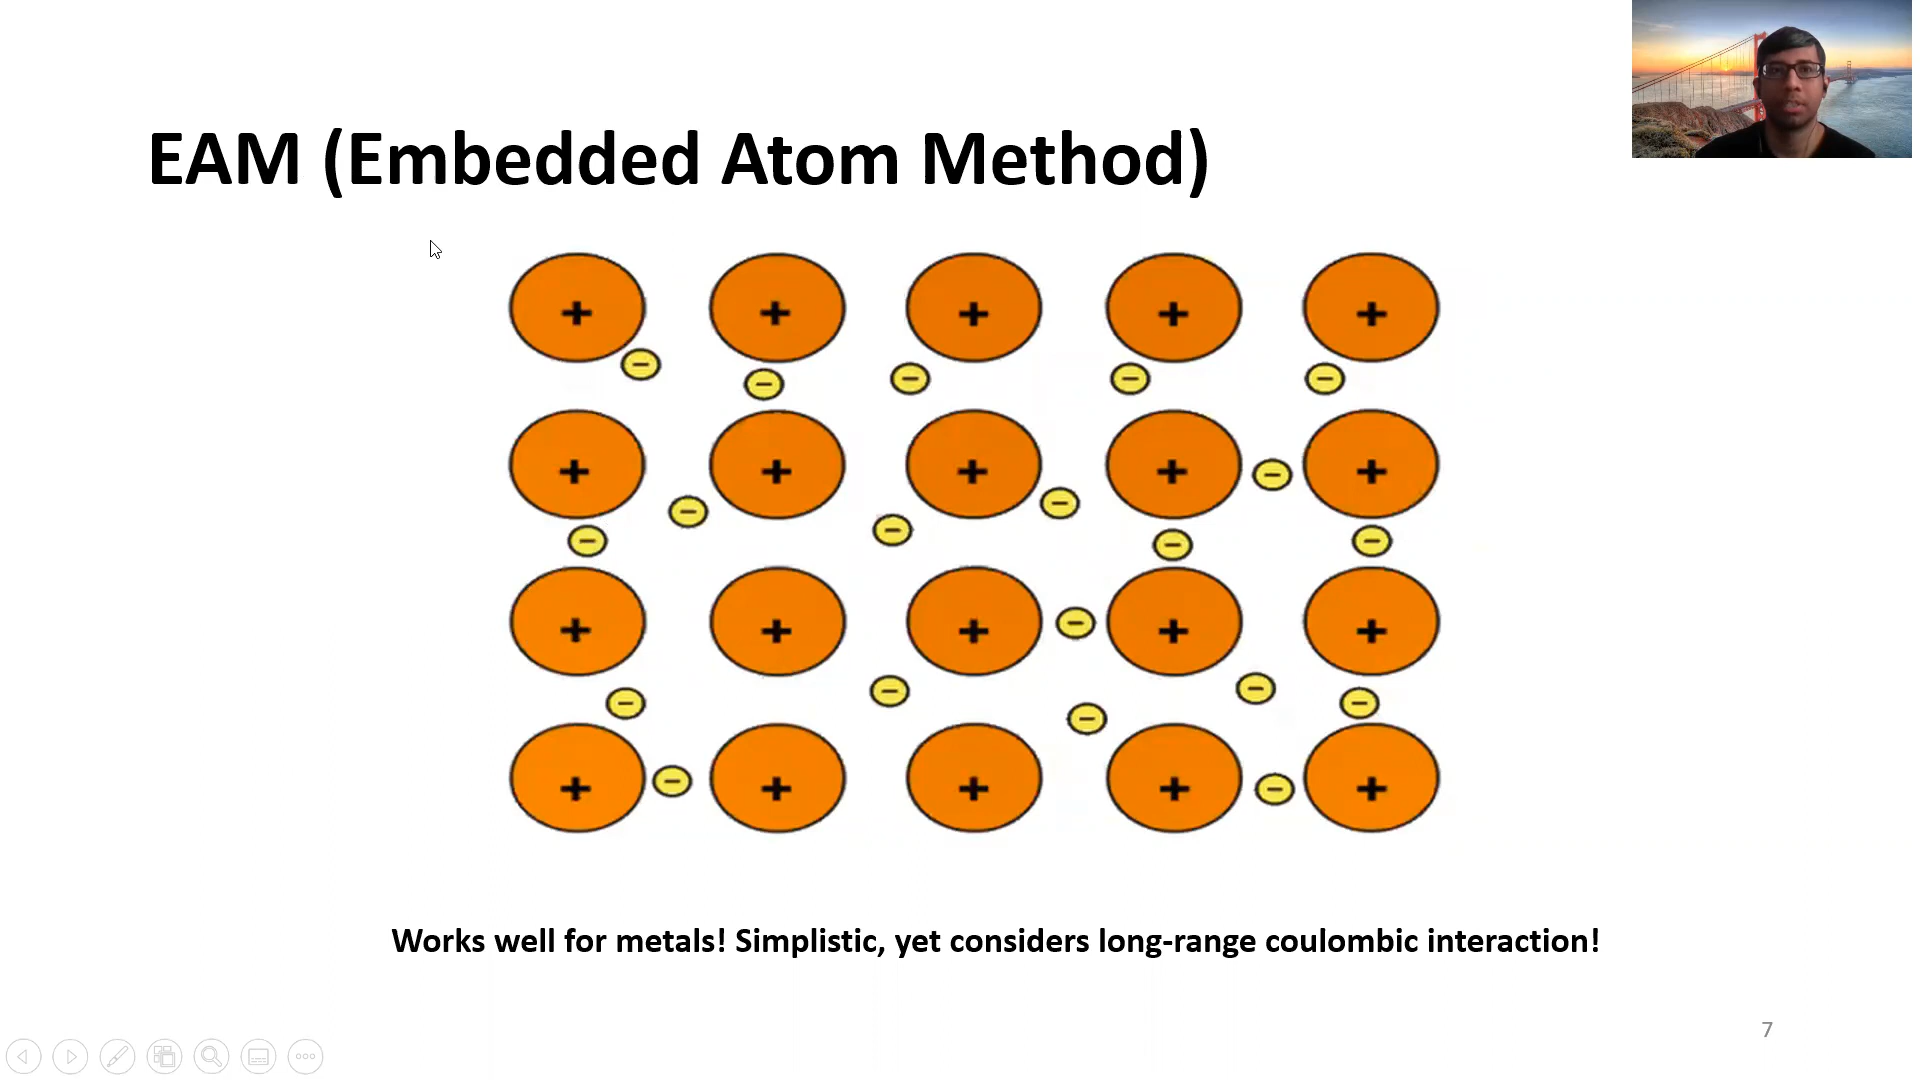 EAM (Embedded Atom Method)
+ + + + +
− − − − −
+ + + + +
− − − − −
− − −
+ + + + +
−
− − − − −
+ + + + +
− −
Works well for metals! Simplistic, yet considers long-range coulombic interaction!
7